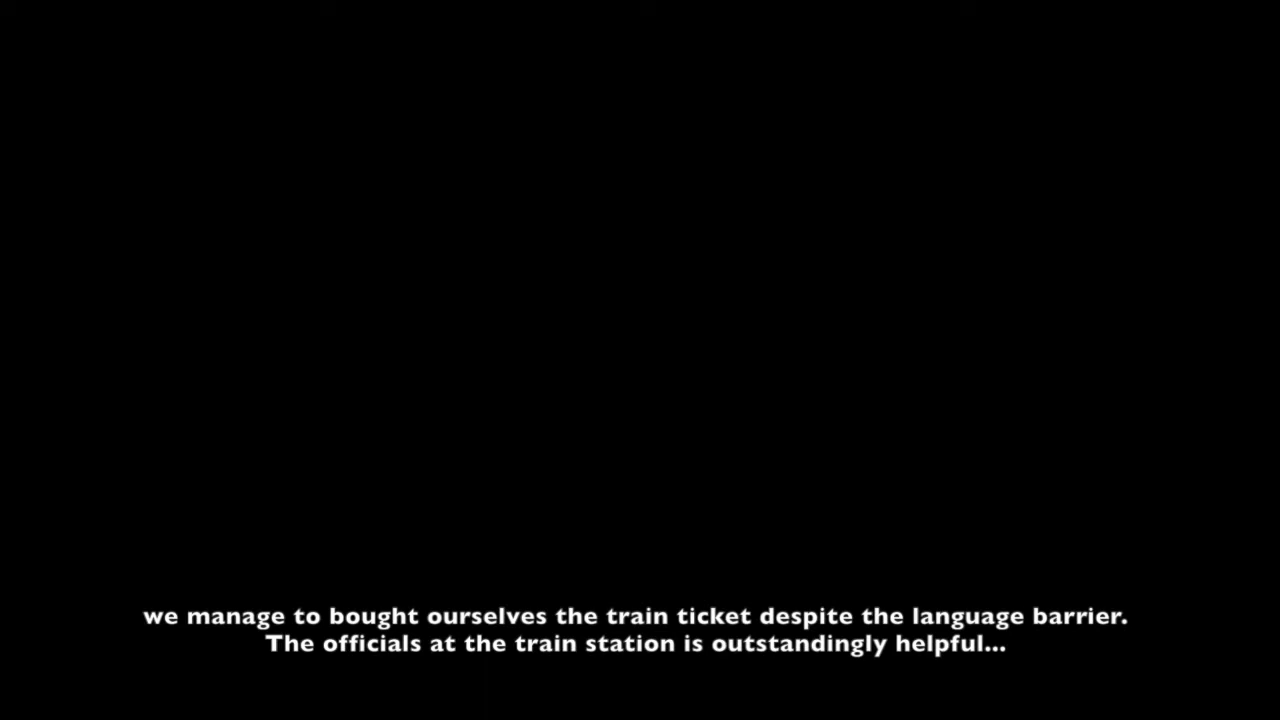 we manage to bought ourselves the train ticket despite the language barrier.
The officials at the train station is outstandingly helpful...